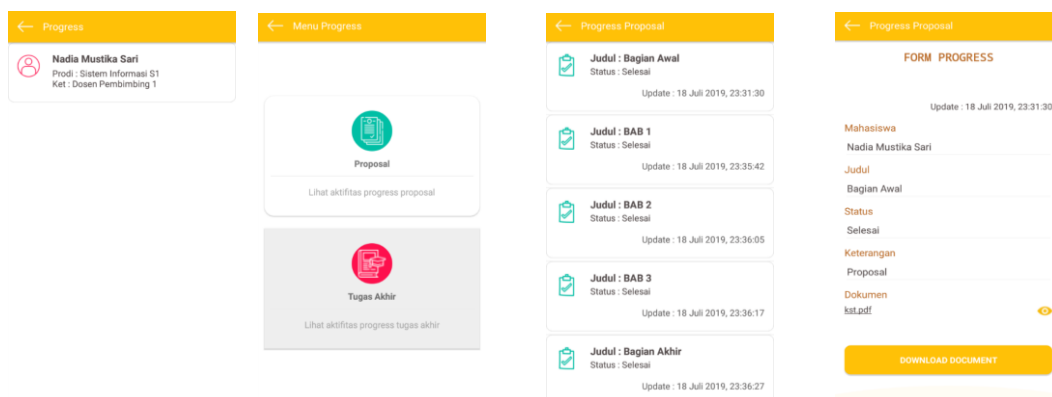 Progress
Nadia Mustika Sari
Prodi : Sistem Informasi S1
Ket : Dosen Pembimbing 1
Menu Progress
Proposal
Lihat aktifitas progress proposal
Tugas Akhir
Lihat aktifitas progress tugas akhir
Progress Proposal
Judul : Bagian Awal
Status : Selesai
Update : 18 Juli 2019, 23:31:30
Judul : BAB 1
Status : Selesai
Update : 18 Juli 2019, 23:35:42
Judul : BAB 2
Status : Selesai
Update : 18 Juli 2019, 23:36:05
Judul : BAB 3
Status : Selesai
Update : 18 Juli 2019, 23:36:17
Judul : Bagian Akhir
Status : Selesai
Update : 18 Juli 2019, 23:36:27
Progress Proposal
FORM PROGRESS
Update : 18 Juli 2019, 23:31:30
Mahasiswa
Nadia Mustika Sari
Judul
Bagian Awal
Status
Selesai
Keterangan
Proposal
Dokumen
kst.pdf
DOWNLOAD DOCUMENT